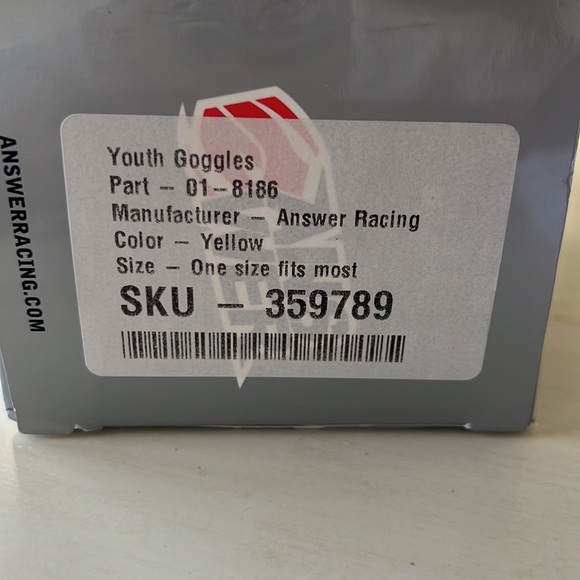 Youth Goggles
Part - 01-8186
Manufacturer - Answer Racing
Color - Yellow
Size - One size fits most
SKU - 359789
ANSWERRACING.COM